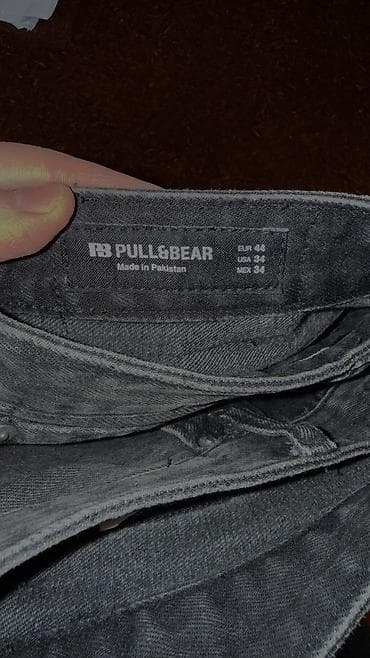 PB PULL&BEAR
Made in Pakistan
EUR 44
USA 34
MEX 34